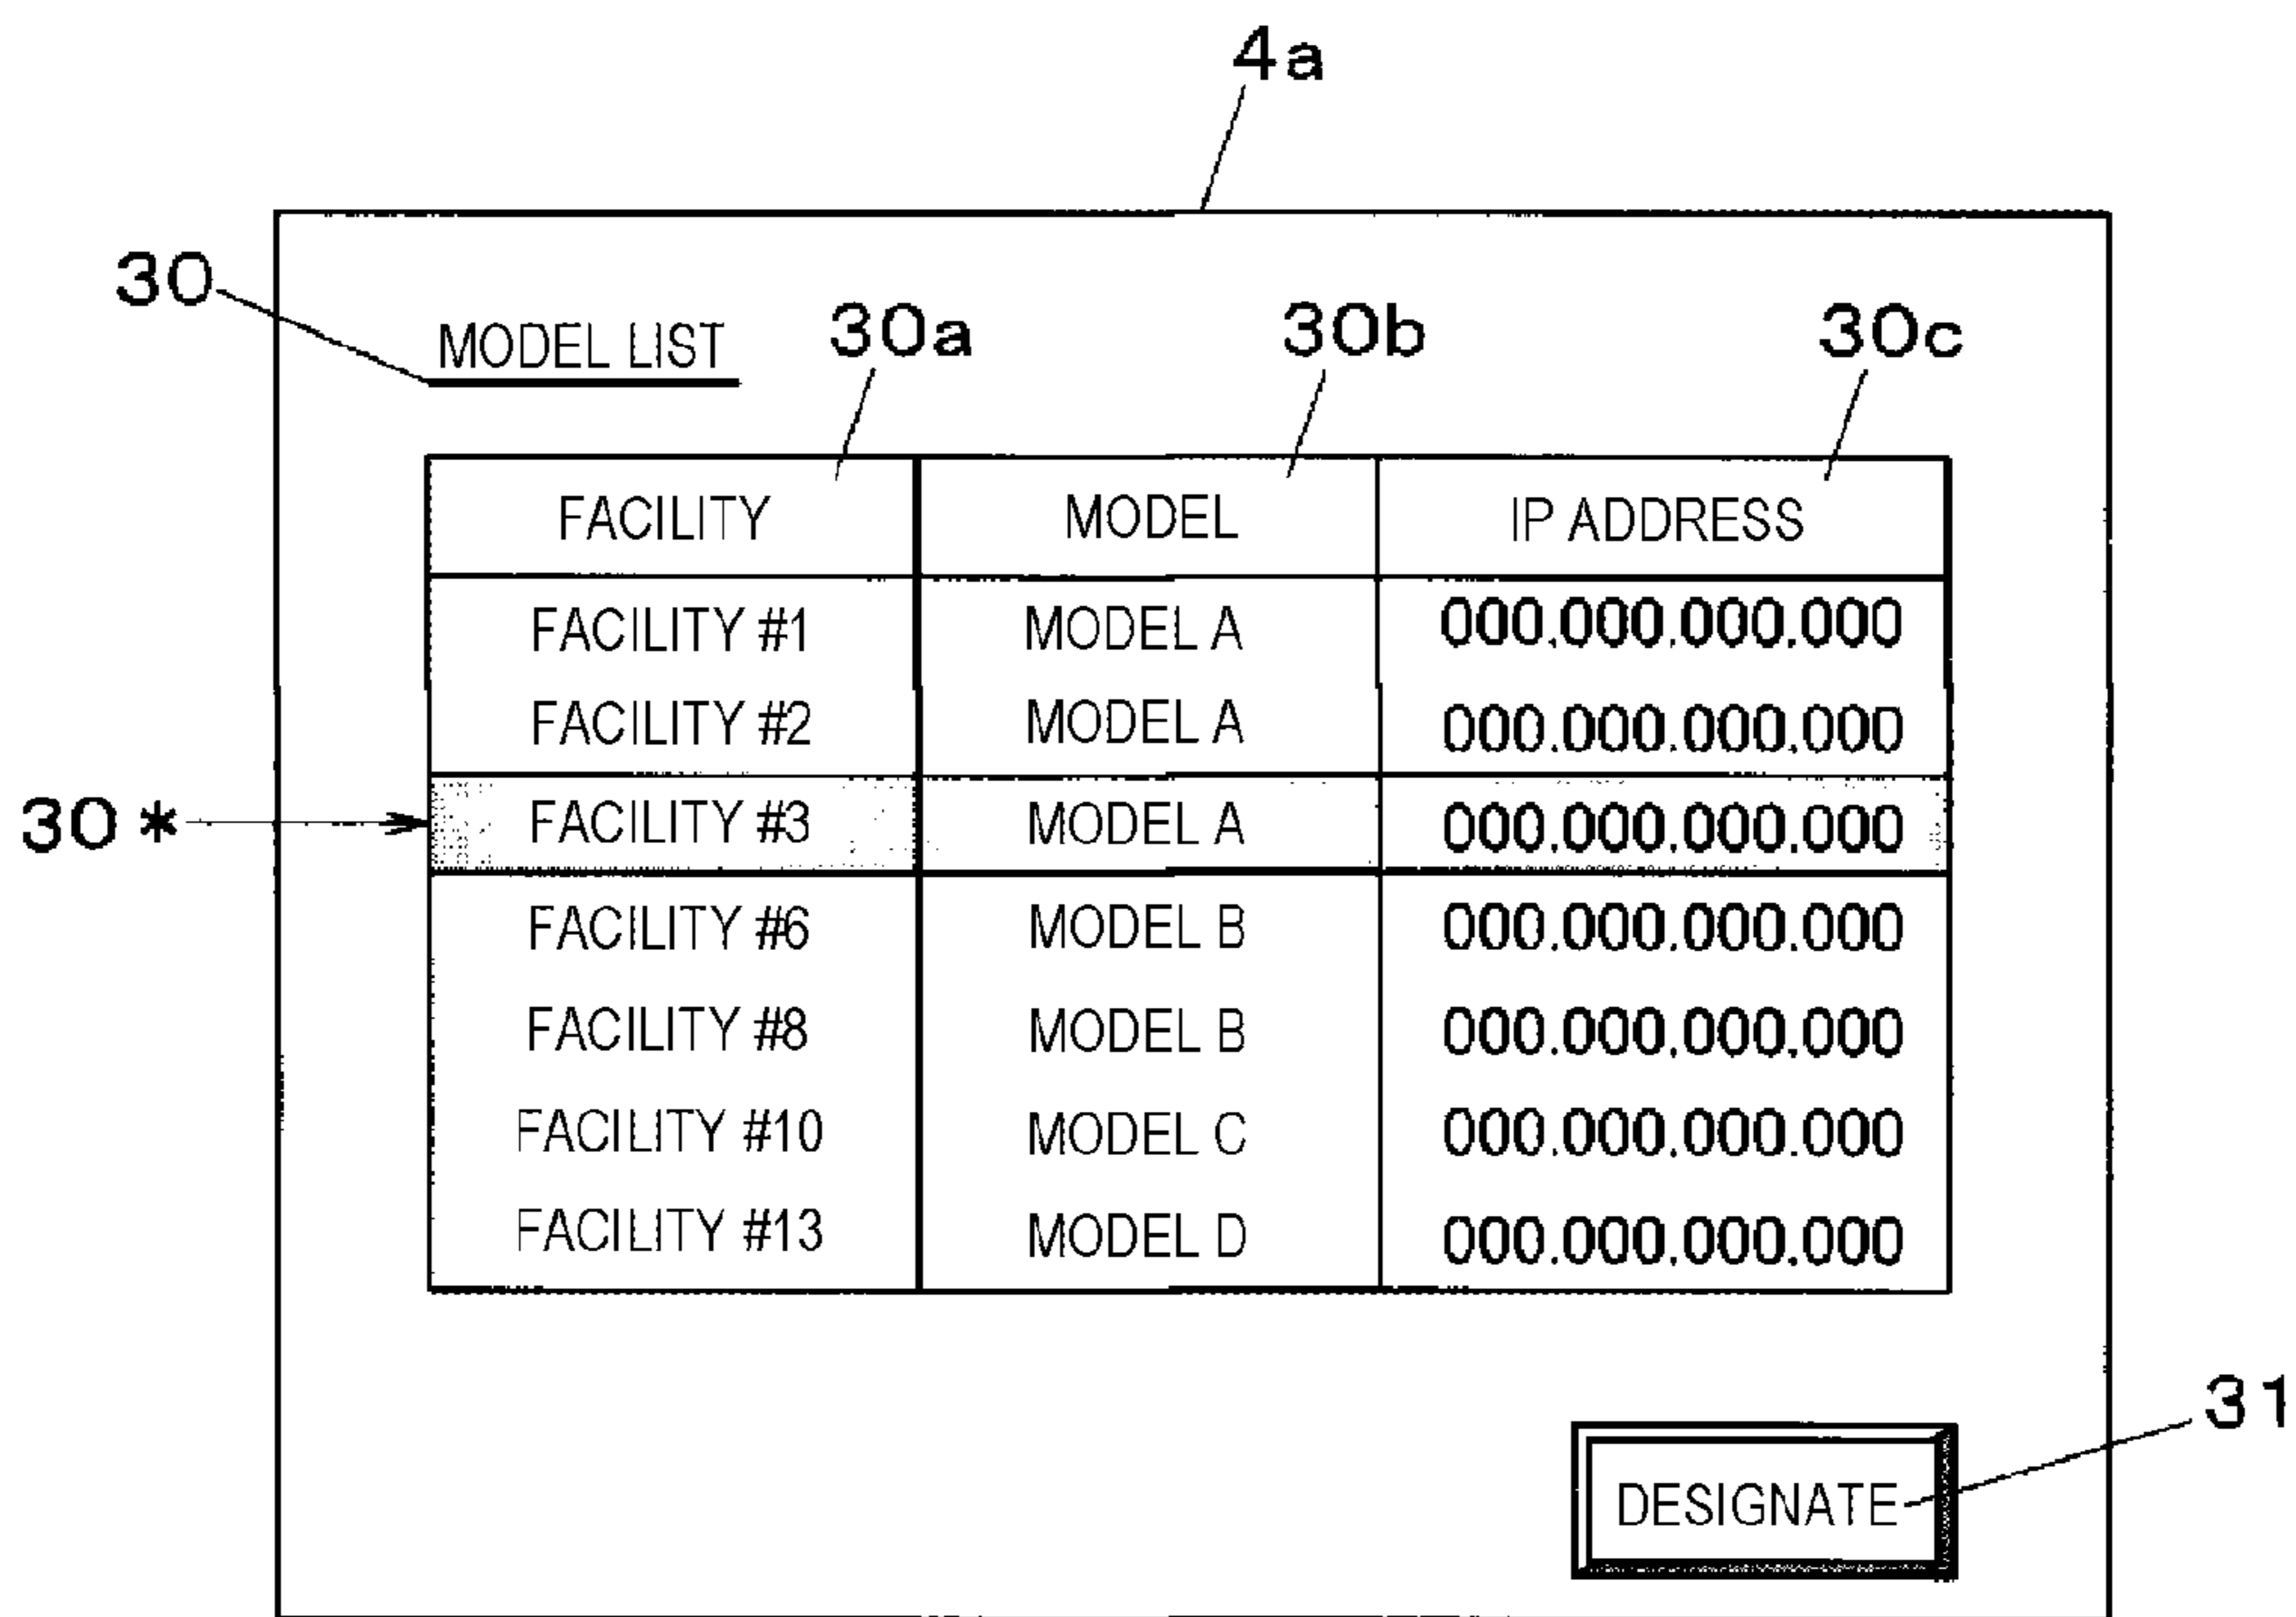 4a
30
MODEL LIST
30a 30b 30c
FACILITY MODEL IP ADDRESS
FACILITY #1 MODEL A 000.000.000.000
FACILITY #2 MODEL A 000.000.000.000
30* FACILITY #3 MODEL A 000.000.000.000
FACILITY #6 MODEL B 000.000.000.000
FACILITY #8 MODEL B 000.000.000.000
FACILITY #10 MODEL C 000.000.000.000
FACILITY #13 MODEL D 000.000.000.000
31
DESIGNATE